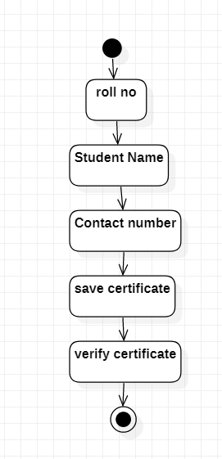 roll no
Student Name
Contact number
save certificate
verify certificate